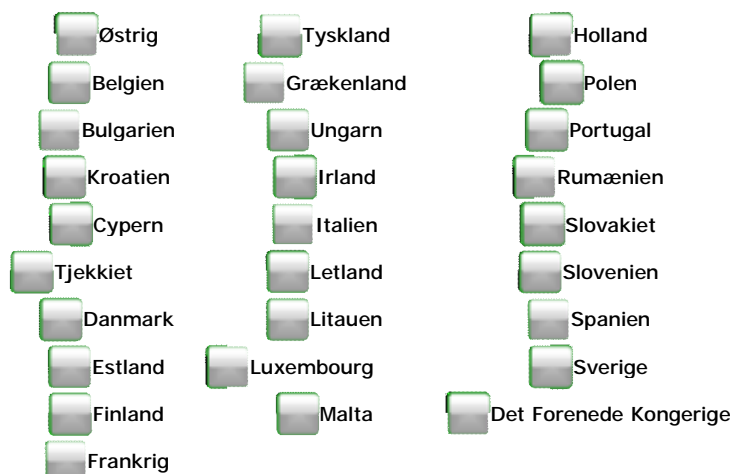 Østrig
Belgien
Bulgarien
Kroatien
Cypern
Tjekkiet
Danmark
Estland
Finland
Frankrig
Tyskland
Grækenland
Ungarn
Irland
Italien
Letland
Litauen
Luxembourg
Malta
Holland
Polen
Portugal
Rumænien
Slovakiet
Slovenien
Spanien
Sverige
Det Forenede Kongerige